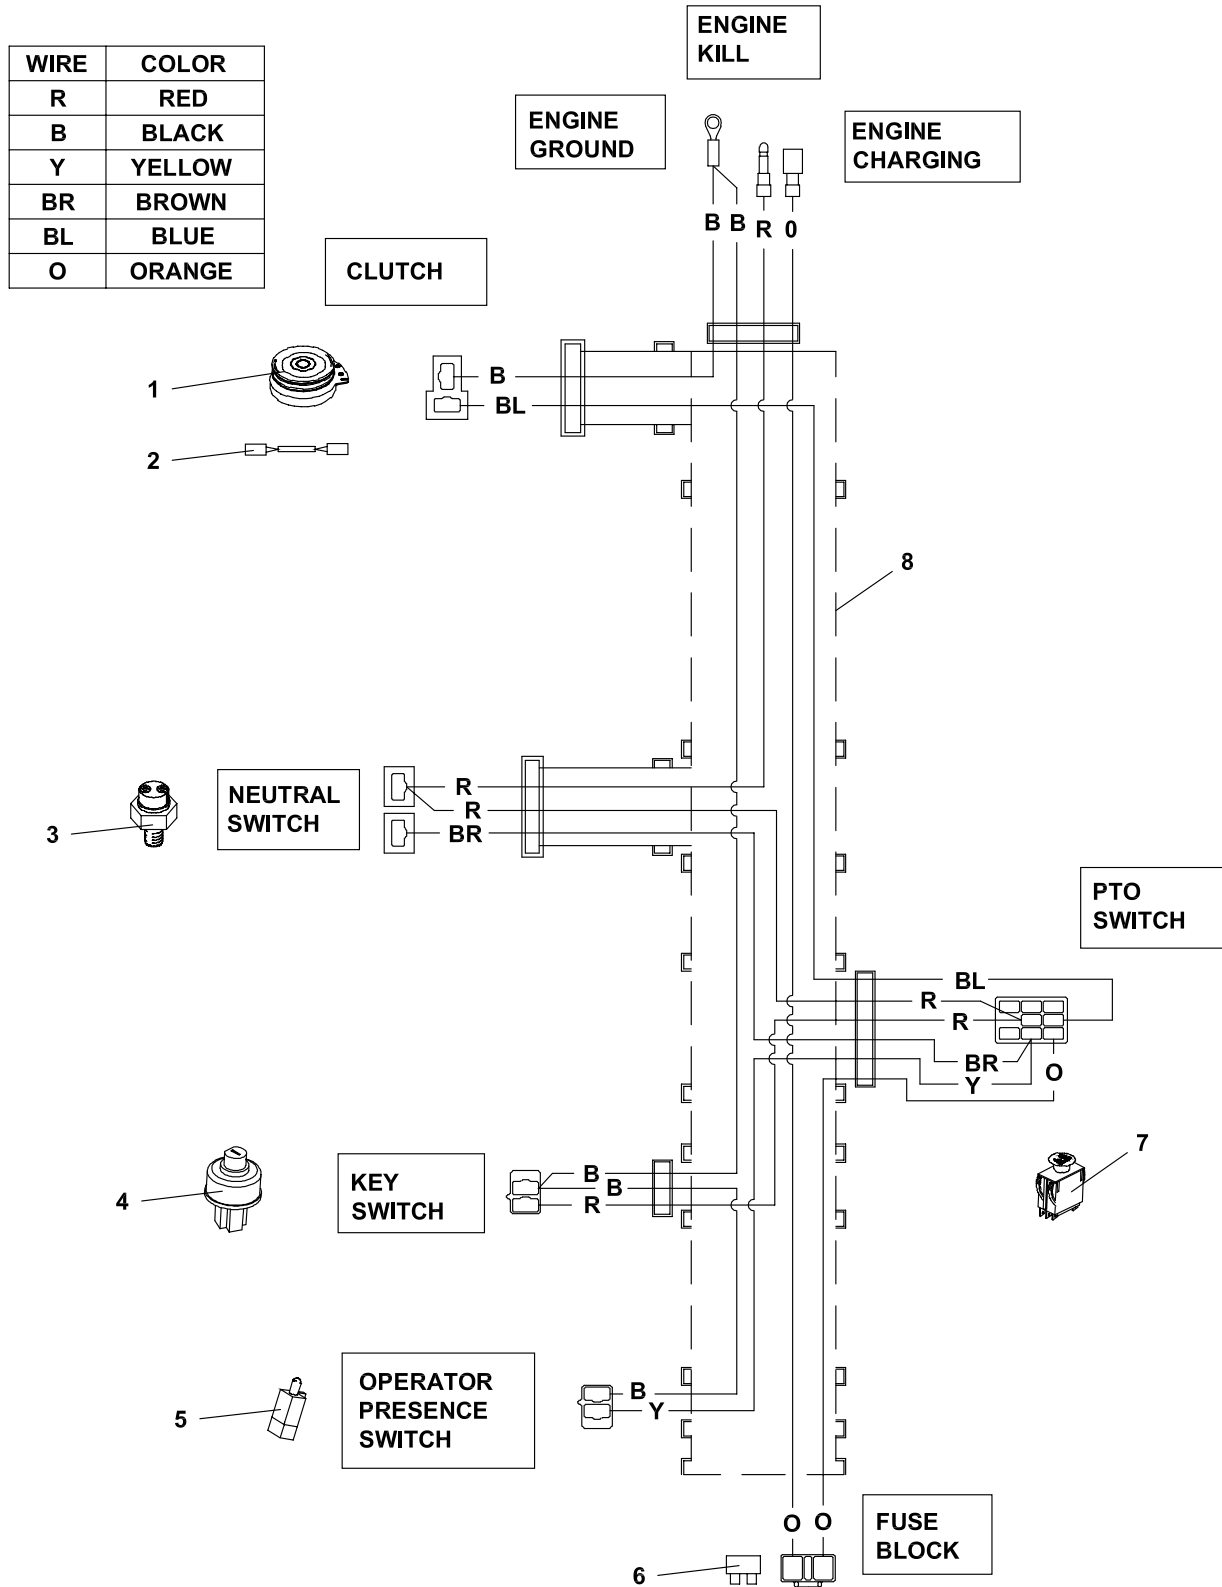 ENGINE
KILL
WIRE COLOR
R RED
B BLACK
Y YELLOW
BR BROWN
BL BLUE
O ORANGE
ENGINE
GROUND
ENGINE
CHARGING
B B R 0
CLUTCH
1
B
BL
2
8
NEUTRAL
SWITCH
3
R
R
BR
PTO
SWITCH
BL
R
R
BR
Y
O
7
KEY
SWITCH
4
B
B
R
OPERATOR
PRESENCE
SWITCH
5
B
Y
O O
FUSE
BLOCK
6